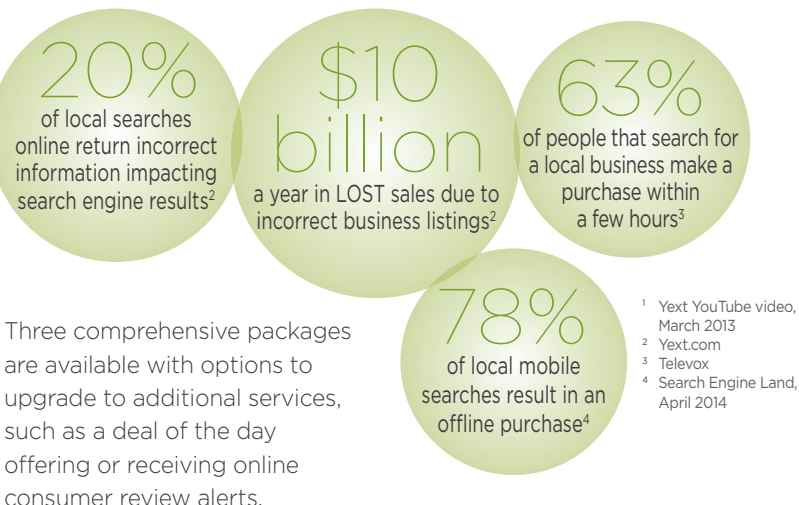 20%
of local searches
online return incorrect
information impacting
search engine results²
$10
billion
a year in LOST sales due to
incorrect business listings²
63%
of people that search for
a local business make a
purchase within
a few hours³
78%
of local mobile
searches result in an
offline purchase⁴
Three comprehensive packages
are available with options to
upgrade to additional services,
such as a deal of the day
offering or receiving online
consumer review alerts.
¹ Yext YouTube video,
March 2013
² Yext.com
³ Televox
⁴ Search Engine Land,
April 2014